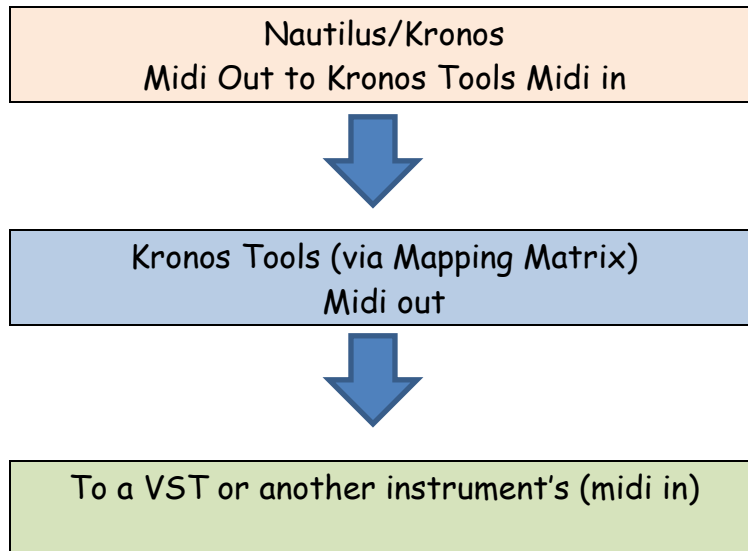 Nautilus/Kronos
Midi Out to Kronos Tools Midi in
Kronos Tools (via Mapping Matrix)
Midi out
To a VST or another instrument's (midi in)